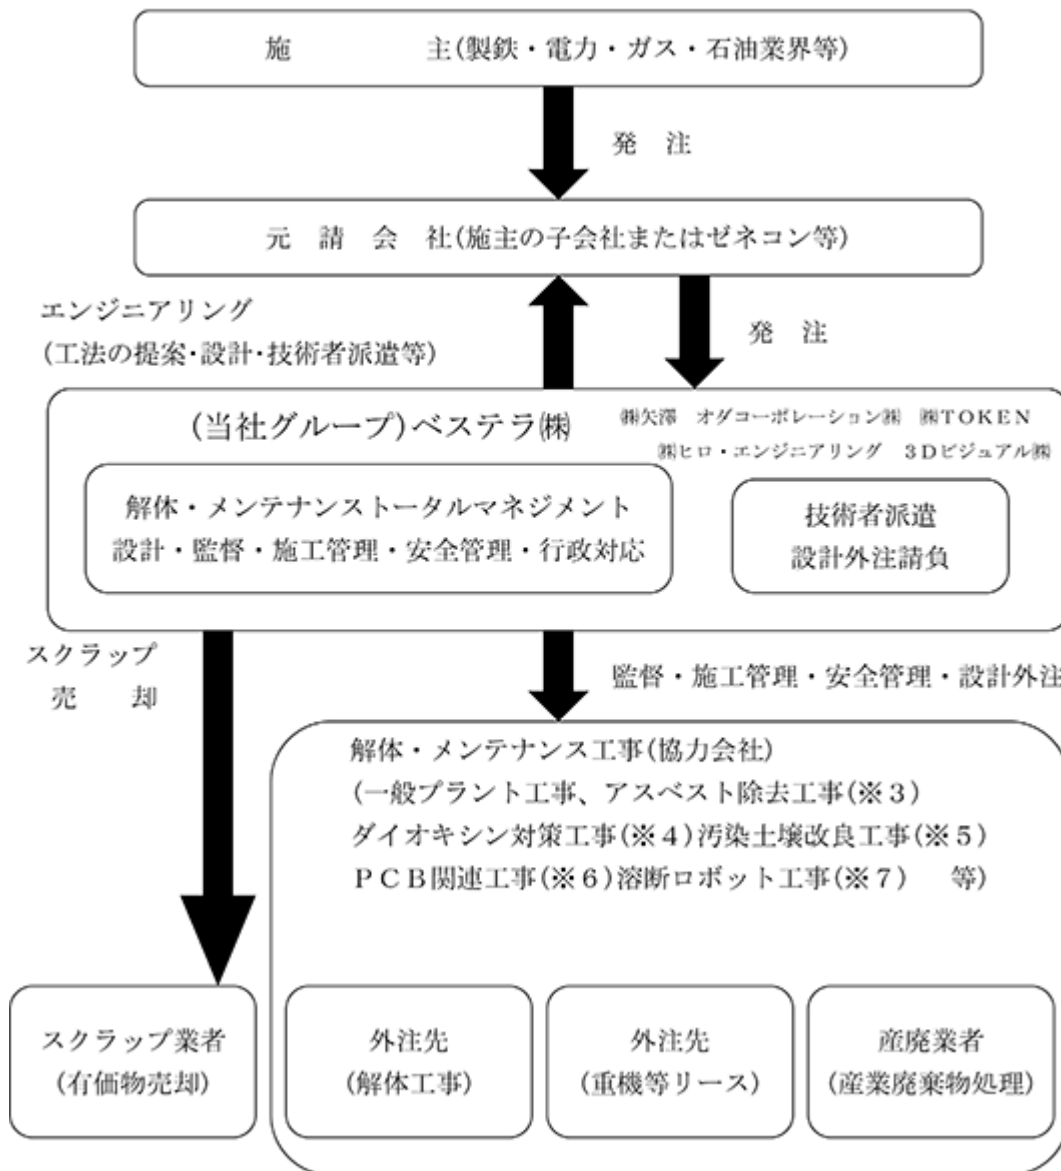 施　　　　　主(製鉄・電力・ガス・石油業界等)
発　注
元　請　会　社(施主の子会社またはゼネコン等)
エンジニアリング
(工法の提案・設計・技術者派遣等)
発　注
(当社グループ)ベステラ㈱
㈱矢澤　オダコーポレーション㈱　㈱ＴＯＫＥＮ
㈱ヒロ・エンジニアリング　３Ｄビジュアル㈱
解体・メンテナンストータルマネジメント
設計・監督・施工管理・安全管理・行政対応
技術者派遣
設計外注請負
スクラップ
売　　却
監督・施工管理・安全管理・設計外注
解体・メンテナンス工事(協力会社)
(一般プラント工事、アスベスト除去工事(※３)
ダイオキシン対策工事(※４)汚染土壌改良工事(※５)
ＰＣＢ関連工事(※６)溶断ロボット工事(※７)　等)
スクラップ業者
(有価物売却)
外注先
(解体工事)
外注先
(重機等リース)
産廃業者
(産業廃棄物処理)